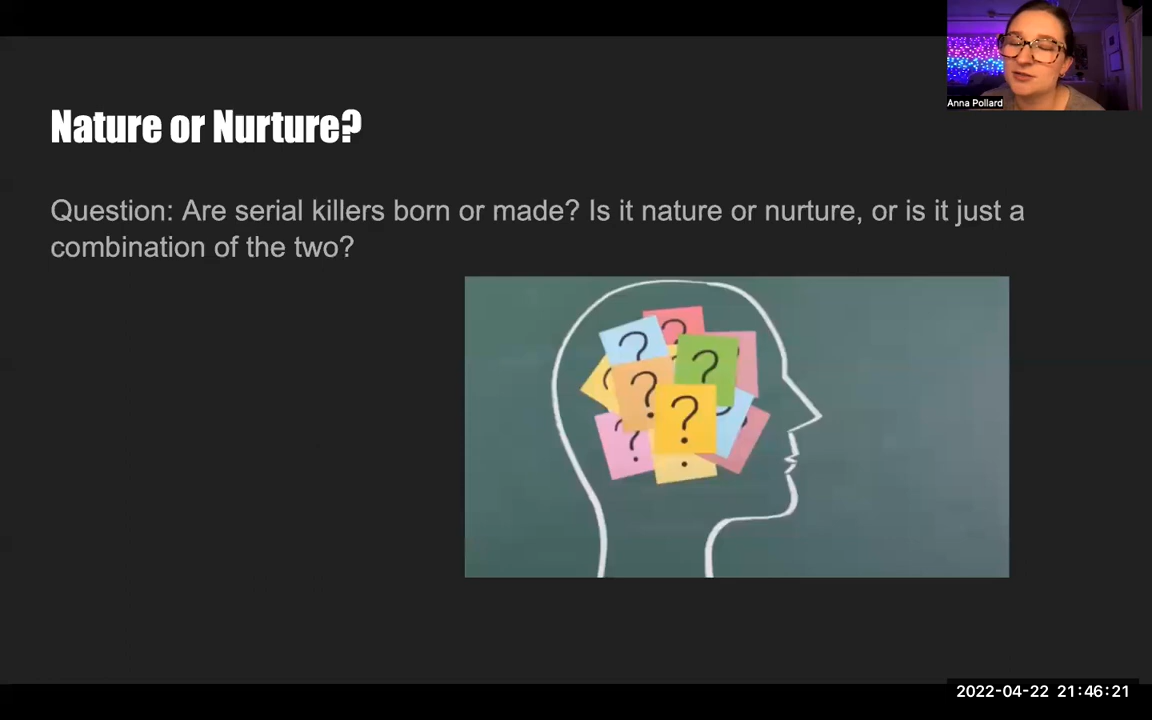 Anna Pollard
Nature or Nurture?
Question: Are serial killers born or made? Is it nature or nurture, or is it just a
combination of the two?
?
?
?
?
?
?
?
2022-04-22 21:46:21